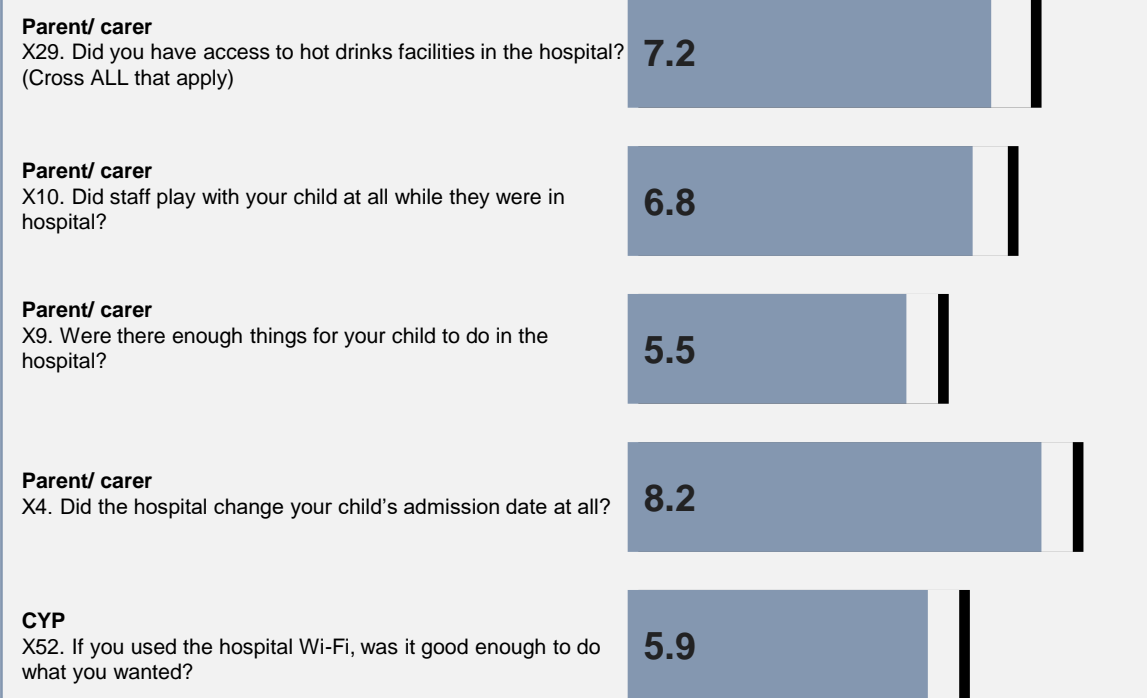 Parent/ carer
X29. Did you have access to hot drinks facilities in the hospital?
(Cross ALL that apply)
7.2
Parent/ carer
X10. Did staff play with your child at all while they were in
hospital?
6.8
Parent/ carer
X9. Were there enough things for your child to do in the
hospital?
5.5
Parent/ carer
X4. Did the hospital change your child’s admission date at all?
8.2
CYP
X52. If you used the hospital Wi-Fi, was it good enough to do
what you wanted?
5.9